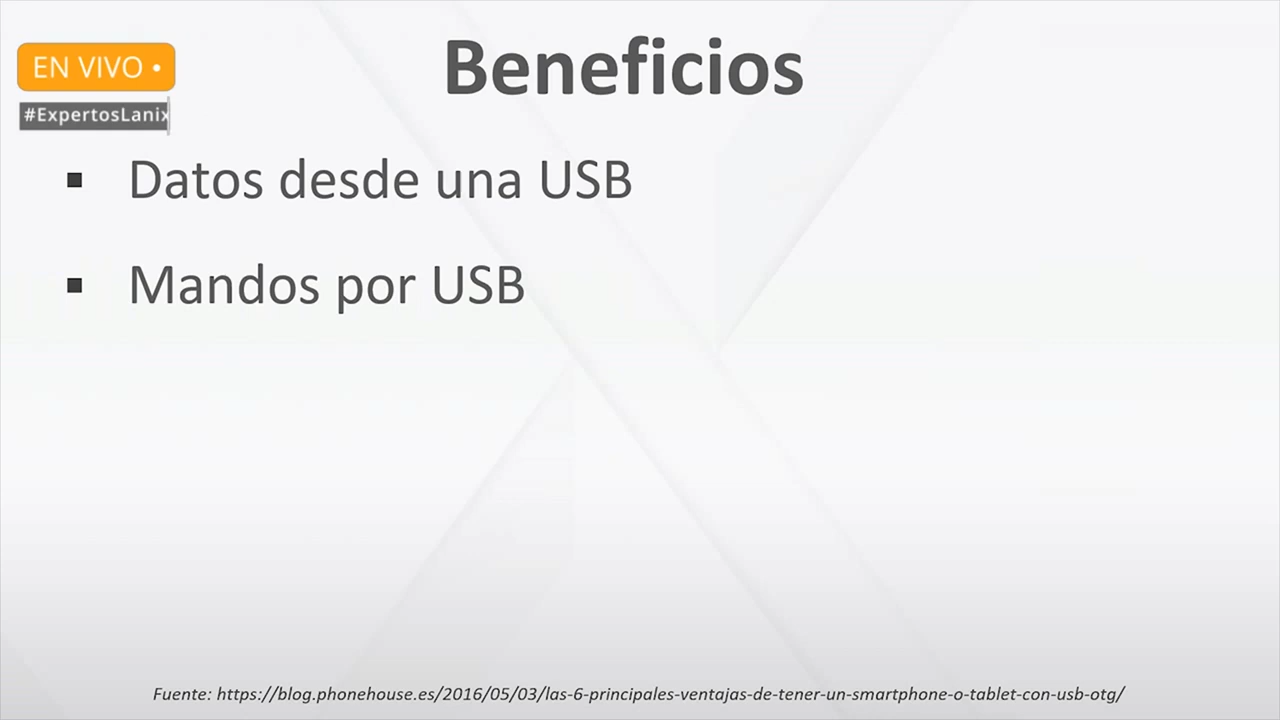 Beneficios
EN VIVO •
#ExpertosLanix
▪ Datos desde una USB
▪ Mandos por USB
Fuente: https://blog.phonehouse.es/2016/05/03/las-6-principales-ventajas-de-tener-un-smartphone-o-tablet-con-usb-otg/